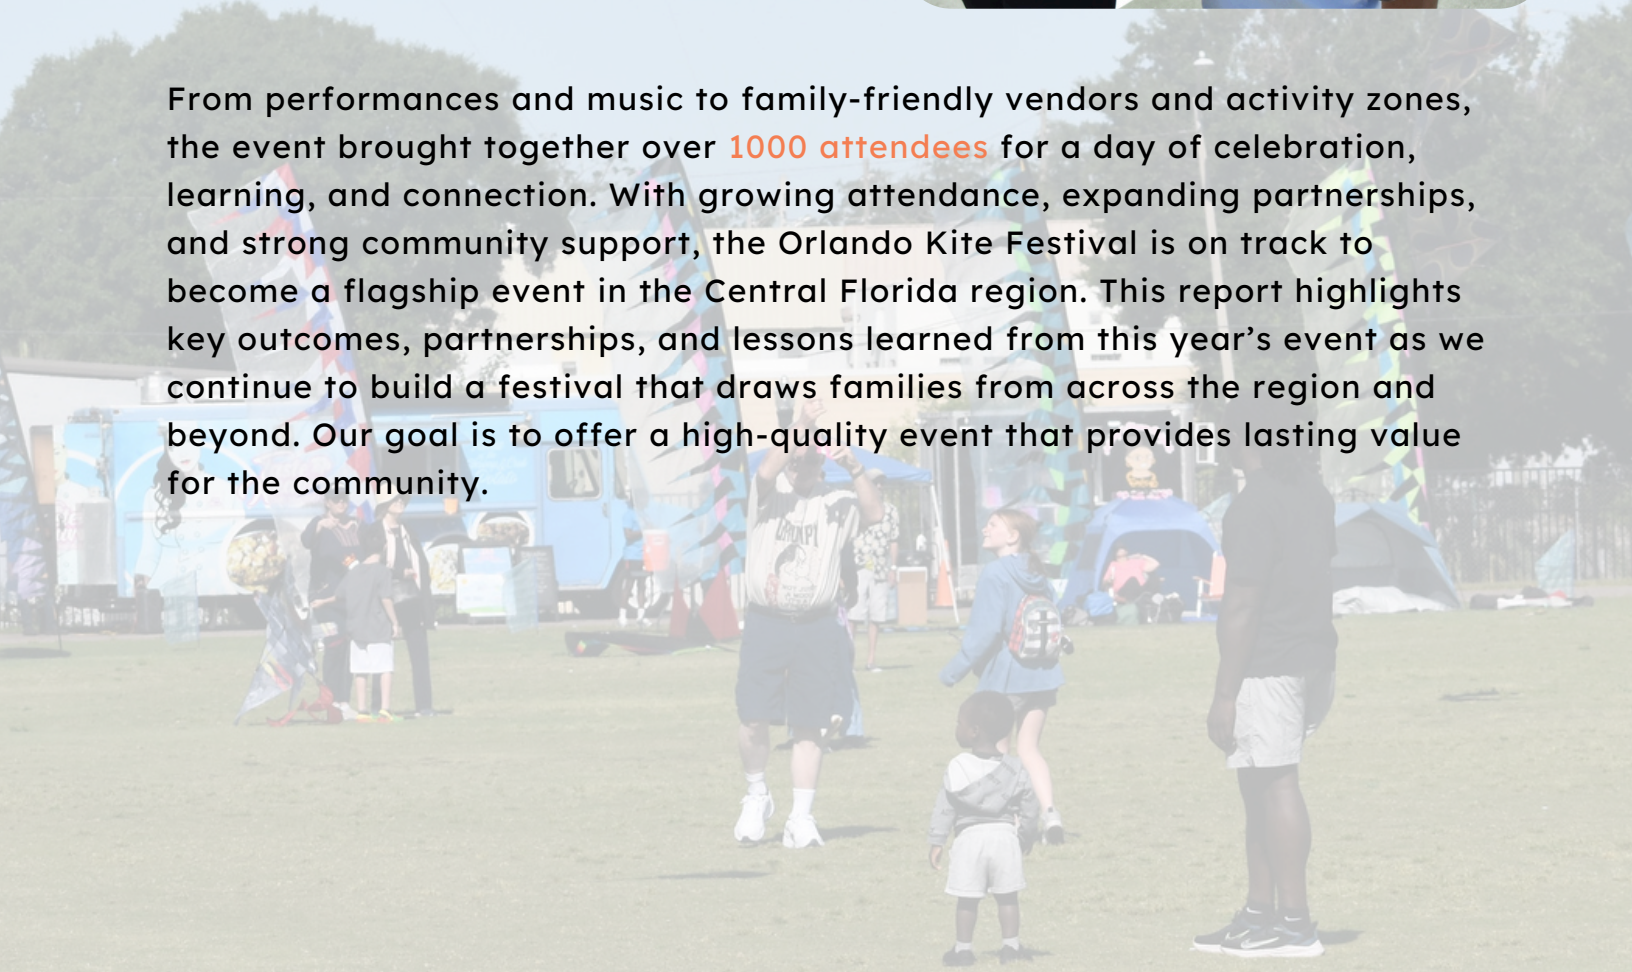 From performances and music to family-friendly vendors and activity zones,
the event brought together over 1000 attendees for a day of celebration,
learning, and connection. With growing attendance, expanding partnerships,
and strong community support, the Orlando Kite Festival is on track to
become a flagship event in the Central Florida region. This report highlights
key outcomes, partnerships, and lessons learned from this year’s event as we
continue to build a festival that draws families from across the region and
beyond. Our goal is to offer a high-quality event that provides lasting value
for the community.